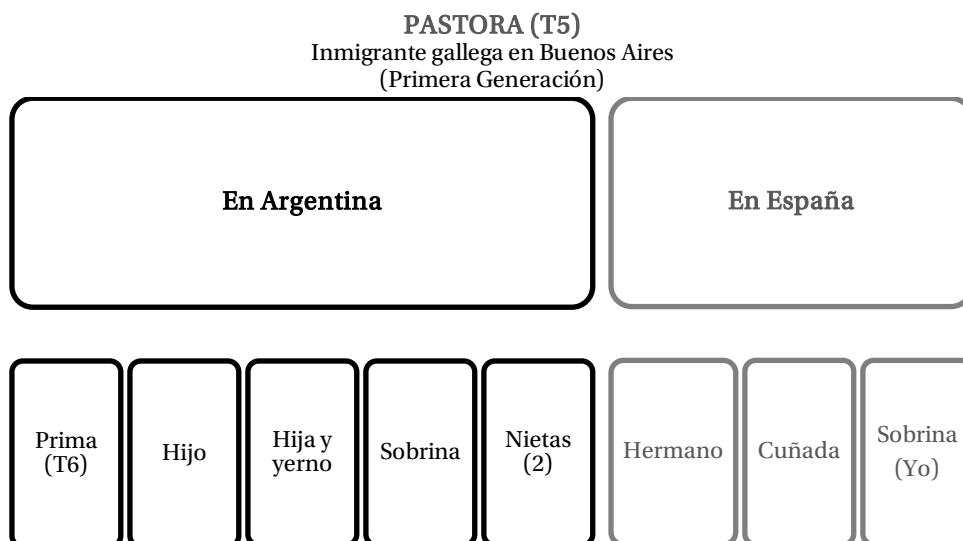 PASTORA (T5)
Inmigrante gallega en Buenos Aires
(Primera Generación)
En Argentina
En España
Prima
(T6)
Hijo
Hija y
yerno
Sobrina
Nietas
(2)
Hermano
Cuñada
Sobrina
(Yo)